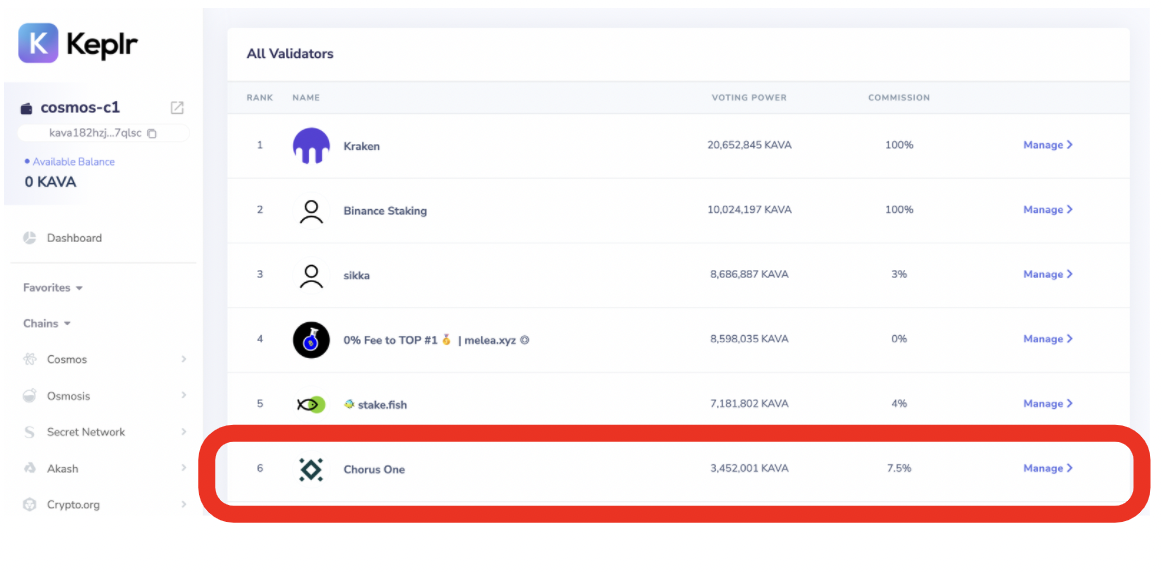 K Keplr
cosmos-c1
kava182hzj...7qlsc
Available Balance
0 KAVA
Dashboard
Favorites
Chains
Cosmos
Osmosis
Secret Network
Akash
Crypto.org
All Validators
RANK NAME VOTING POWER COMMISSION
1 Kraken 20,652,845 KAVA 100% Manage
2 Binance Staking 10,024,197 KAVA 100% Manage
3 sikka 8,686,887 KAVA 3% Manage
4 0% Fee to TOP #1 🥇 | melea.xyz 8,598,035 KAVA 0% Manage
5 stake.fish 7,181,802 KAVA 4% Manage
6 Chorus One 3,452,001 KAVA 7.5% Manage